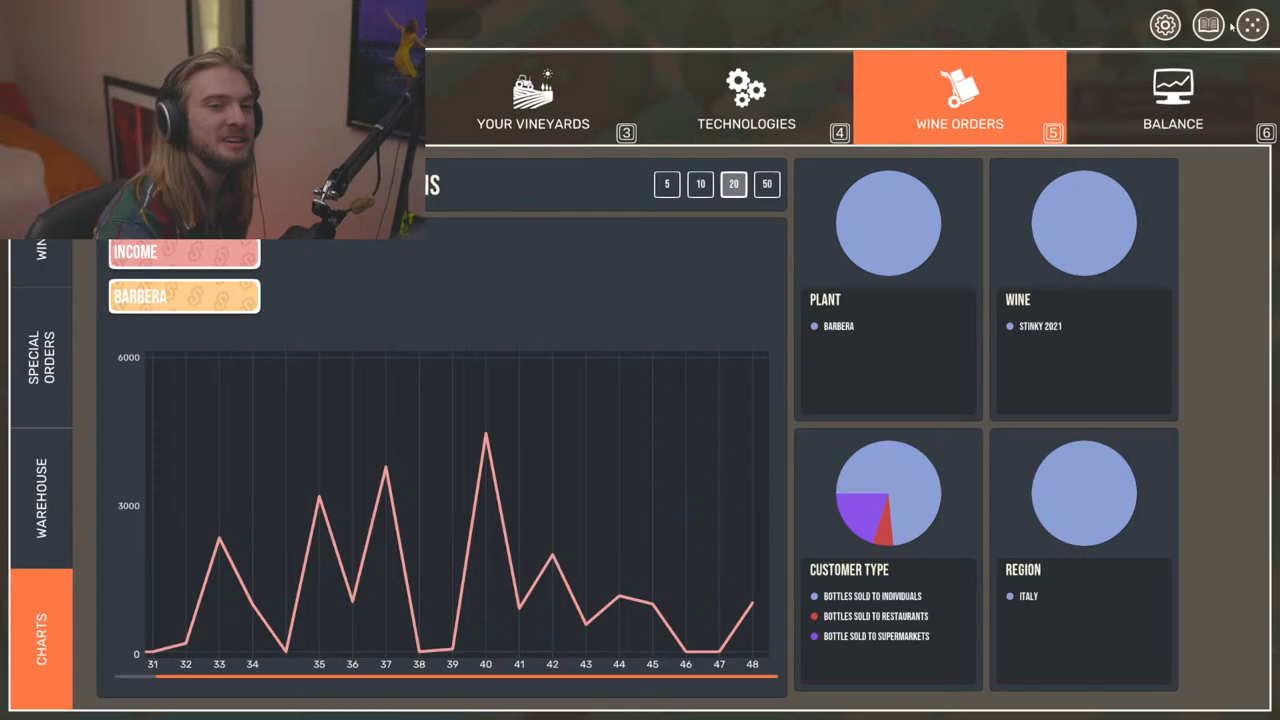 YOUR VINEYARDS
3
TECHNOLOGIES
4
WINE ORDERS
5
BALANCE
6
5
10
20
50
INCOME
BARBERA
SPECIAL
ORDERS
WAREHOUSE
CHARTS
6000
3000
0
31 32 33 34 35 36 37 38 39 40 41 42 43 44 45 46 47 48
PLANT
BARBERA
WINE
STINKY 2021
CUSTOMER TYPE
BOTTLES SOLD TO INDIVIDUALS
BOTTLES SOLD TO RESTAURANTS
BOTTLE SOLD TO SUPERMARKETS
REGION
ITALY